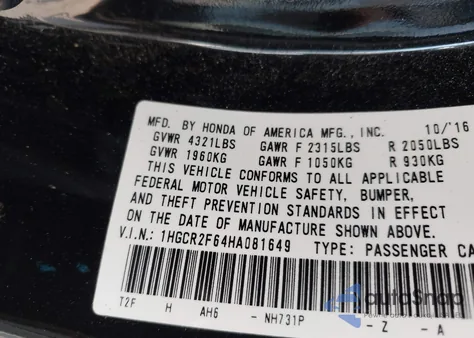 MFD. BY HONDA OF AMERICA MFG., INC. 10/'16
GVWR 4321LBS GAWR F 2315LBS R 2050LBS
GVWR 1960KG GAWR F 1050KG R 930KG
THIS VEHICLE CONFORMS TO ALL APPLICABLE
FEDERAL MOTOR VEHICLE SAFETY, BUMPER,
AND THEFT PREVENTION STANDARDS IN EFFECT
ON THE DATE OF MANUFACTURE SHOWN ABOVE.
V.I.N.: 1HGCR2F64HA081649 TYPE: PASSENGER CA
T2F H AH6 - NH731P - Z - A
autoSnap